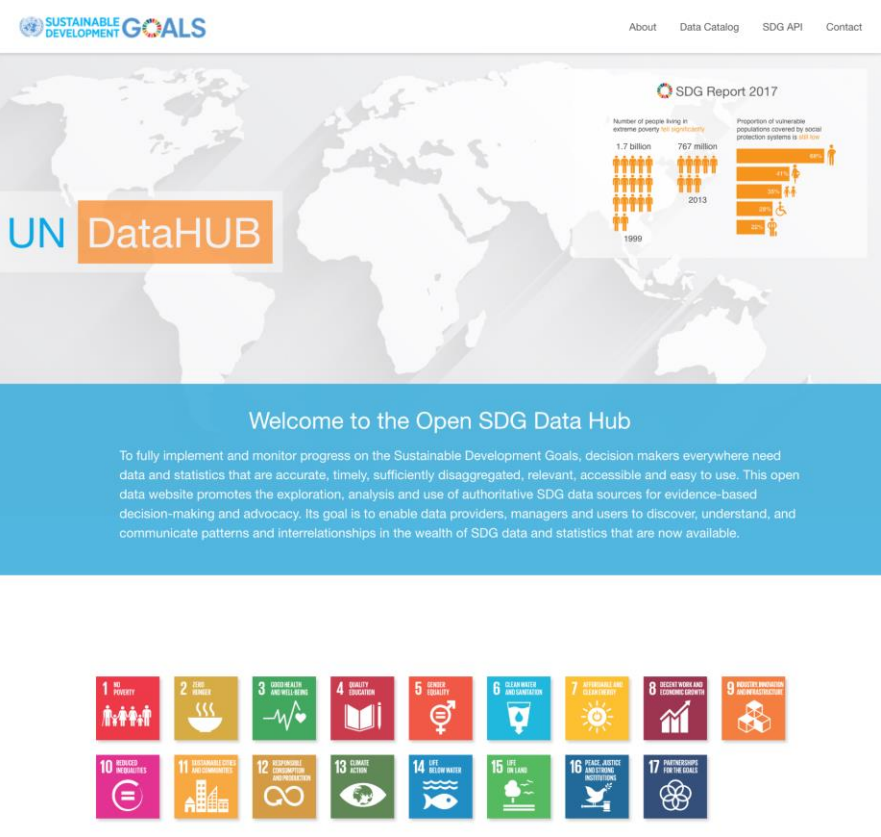 SUSTAINABLE
DEVELOPMENT GOALS
About Data Catalog SDG API Contact
SDG Report 2017
Number of people living in
extreme poverty fell significantly
1.7 billion 767 million
2013
1999
Proportion of vulnerable
populations covered by social
protection systems is still low
68%
41%
35%
28%
22%
UN DataHUB
Welcome to the Open SDG Data Hub
To fully implement and monitor progress on the Sustainable Development Goals, decision makers everywhere need
data and statistics that are accurate, timely, sufficiently disaggregated, relevant, accessible and easy to use. This open
data website promotes the exploration, analysis and use of authoritative SDG data sources for evidence-based
decision-making and advocacy. Its goal is to enable data providers, managers and users to discover, understand, and
communicate patterns and interrelationships in the wealth of SDG data and statistics that are now available.
1 NO
POVERTY
2 ZERO
HUNGER
3 GOOD HEALTH
AND WELL-BEING
4 QUALITY
EDUCATION
5 GENDER
EQUALITY
6 CLEAN WATER
AND SANITATION
7 AFFORDABLE AND
CLEAN ENERGY
8 DECENT WORK AND
ECONOMIC GROWTH
9 INDUSTRY, INNOVATION
AND INFRASTRUCTURE
10 REDUCED
INEQUALITIES
11 SUSTAINABLE CITIES
AND COMMUNITIES
12 RESPONSIBLE
CONSUMPTION
AND PRODUCTION
13 CLIMATE
ACTION
14 LIFE
BELOW WATER
15 LIFE
ON LAND
16 PEACE, JUSTICE
AND STRONG
INSTITUTIONS
17 PARTNERSHIPS
FOR THE GOALS